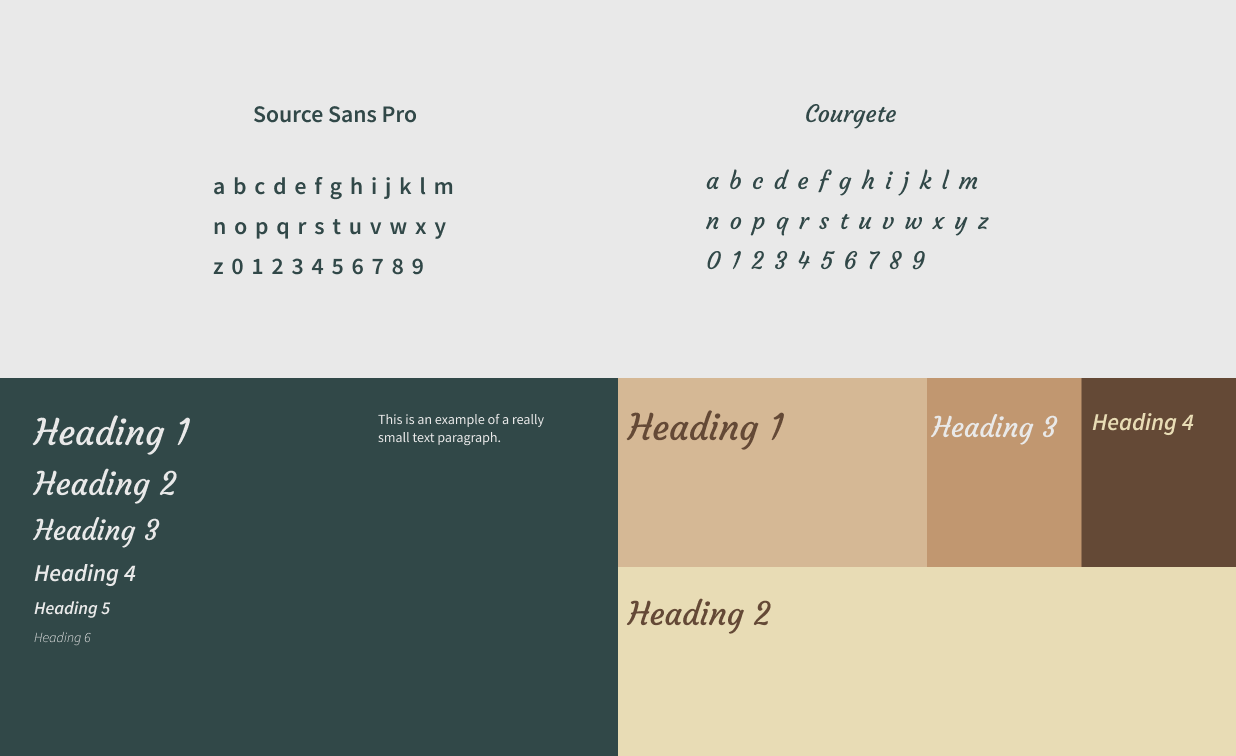 Source Sans Pro
a b c d e f g h i j k l m
n o p q r s t u v w x y
z 0 1 2 3 4 5 6 7 8 9
Courgete
a b c d e f g h i j k l m
n o p q r s t u v w x y z
0 1 2 3 4 5 6 7 8 9
Heading 1
Heading 2
Heading 3
Heading 4
Heading 5
Heading 6
This is an example of a really
small text paragraph.
Heading 1
Heading 3
Heading 4
Heading 2